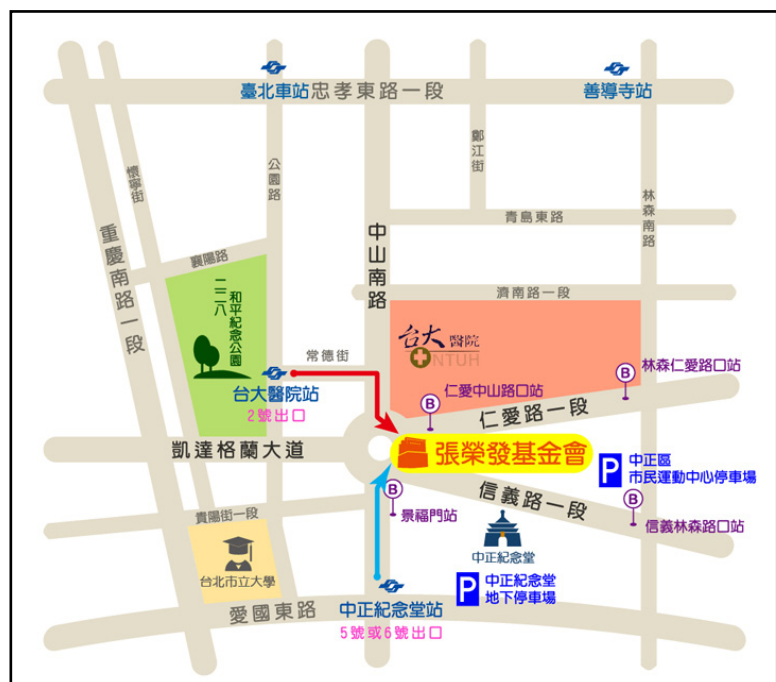 臺北車站
忠孝東路一段
善導寺站
鄭江街
懷寧街
公園路
林森南路
青島東路
重慶南路一段
中山南路
襄陽路
濟南路一段
二二八
和平紀念公園
台大醫院
NTUH
常德街
林森仁愛路口站
台大醫院站
2號出口
仁愛中山路口站
仁愛路一段
凱達格蘭大道
張榮發基金會
中正區
市民運動中心停車場
信義路一段
貴陽街一段
景福門站
信義林森路口站
中正紀念堂
台北市立大學
中正紀念堂
地下停車場
愛國東路
中正紀念堂站
5號或6號出口
B
B
B
B
P
P